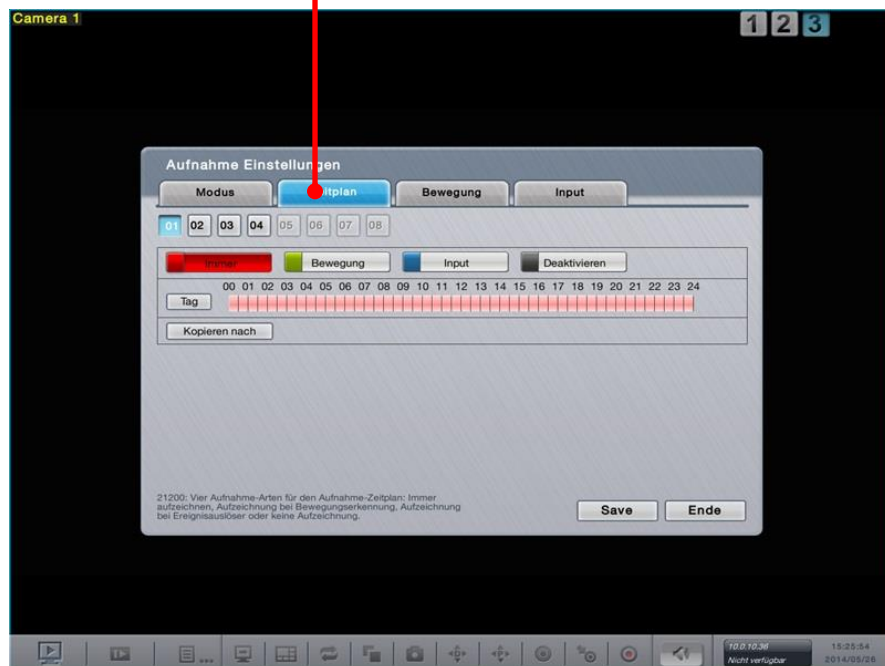 Camera 1
1 2 3
Aufnahme Einstellungen
Modus Zeitplan Bewegung Input
01 02 03 04 05 06 07 08
Immer Bewegung Input Deaktivieren
00 01 02 03 04 05 06 07 08 09 10 11 12 13 14 15 16 17 18 19 20 21 22 23 24
Tag
Kopieren nach
21200: Vier Aufnahme-Arten für den Aufnahme-Zeitplan: Immer
aufzeichnen, Aufzeichnung bei Bewegungserkennung, Aufzeichnung
bei Ereignisauslöser oder keine Aufzeichnung.
Save Ende
10.0.10.36
Nicht verfügbar
15:25:54
2014/05/26